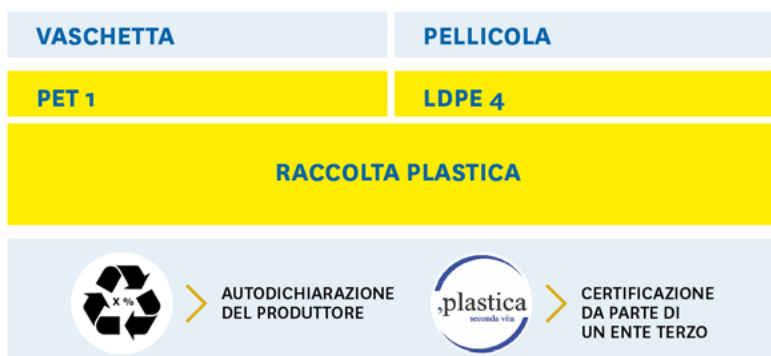 VASCHETTA
PELLICOLA
PET 1
LDPE 4
RACCOLTA PLASTICA
X %
AUTODICHIARAZIONE
DEL PRODUTTORE
,plastica
seconda vita
CERTIFICAZIONE
DA PARTE DI
UN ENTE TERZO